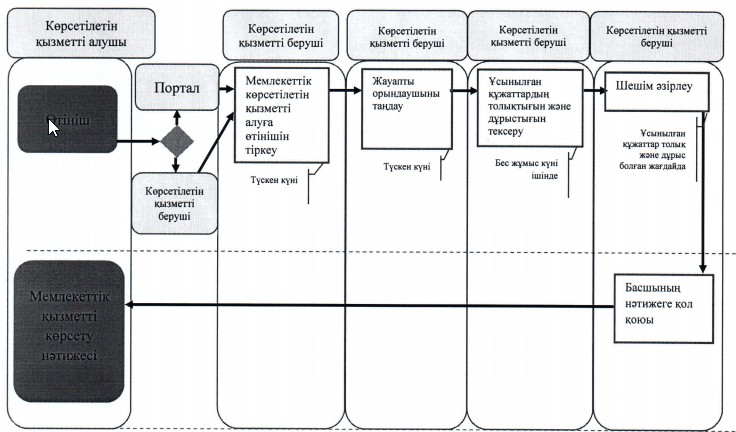 Көрсетілетін
қызметті алушы
Көрсетілетін
қызметті беруші
Көрсетілетін
қызметті беруші
Көрсетілетін
қызметті беруші
Көрсетілетін қызметті
беруші
Өтініш
Портал
Көрсетілетін
қызметті
беруші
Мемлекеттік
көрсетілетін
қызметті
алуға
өтінішін
тіркеу
Түскен күні
Жауапты
орындаушыны
таңдау
Түскен күні
Ұсынылған
құжаттардың
толықтығын және
дұрыстығын
тексеру
Бес жұмыс күні
ішінде
Шешім әзірлеу
Ұсынылған
құжаттар толық
және дұрыс
болған жағдайда
Мемлекеттік
қызметті
көрсету
нәтижесі
Басшының
нәтижеге қол
қоюы